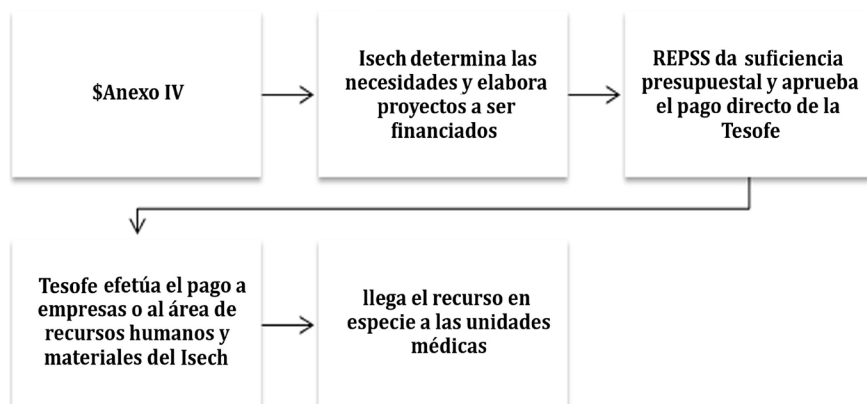 $Anexo IV
Isech determina las
necesidades y elabora
proyectos a ser
financiados
REPSS da suficiencia
presupuestal y aprueba
el pago directo de la
Tesofe
Tesofe efetúa el pago a
empresas o al área de
recursos humanos y
materiales del Isech
llega el recurso en
especie a las unidades
médicas